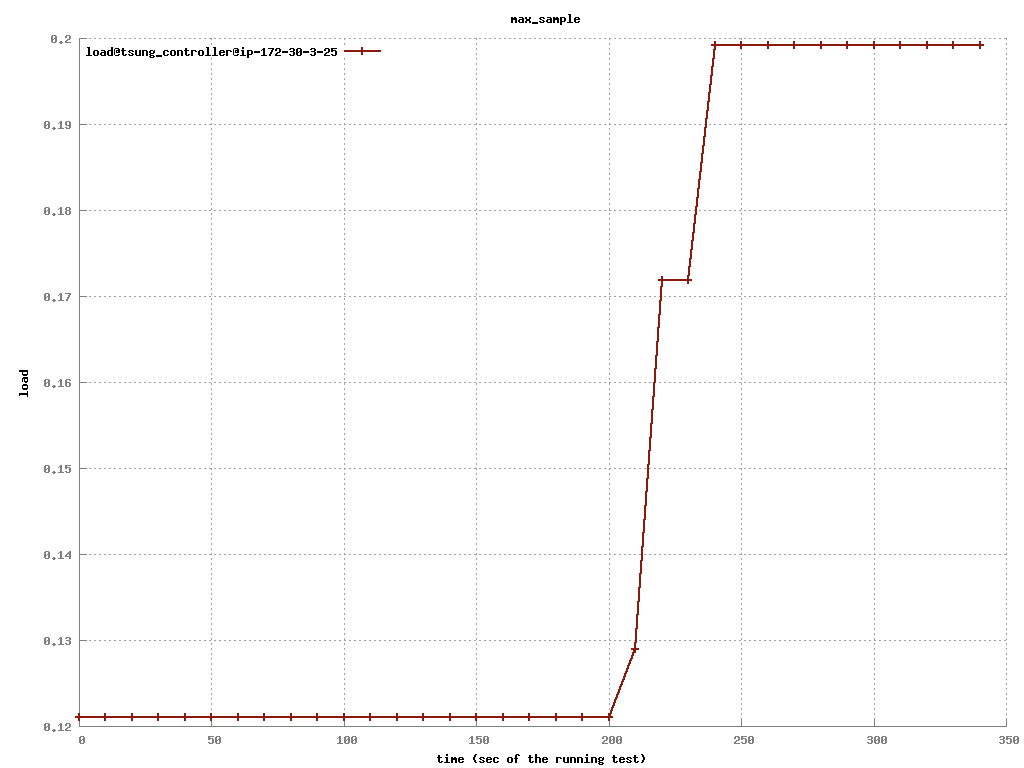 max_sample
load@tsung_controller@ip-172-30-3-25
0.2
0.19
0.18
0.17
0.16
0.15
0.14
0.13
0.12
load
0 50 100 150 200 250 300 350
time (sec of the running test)